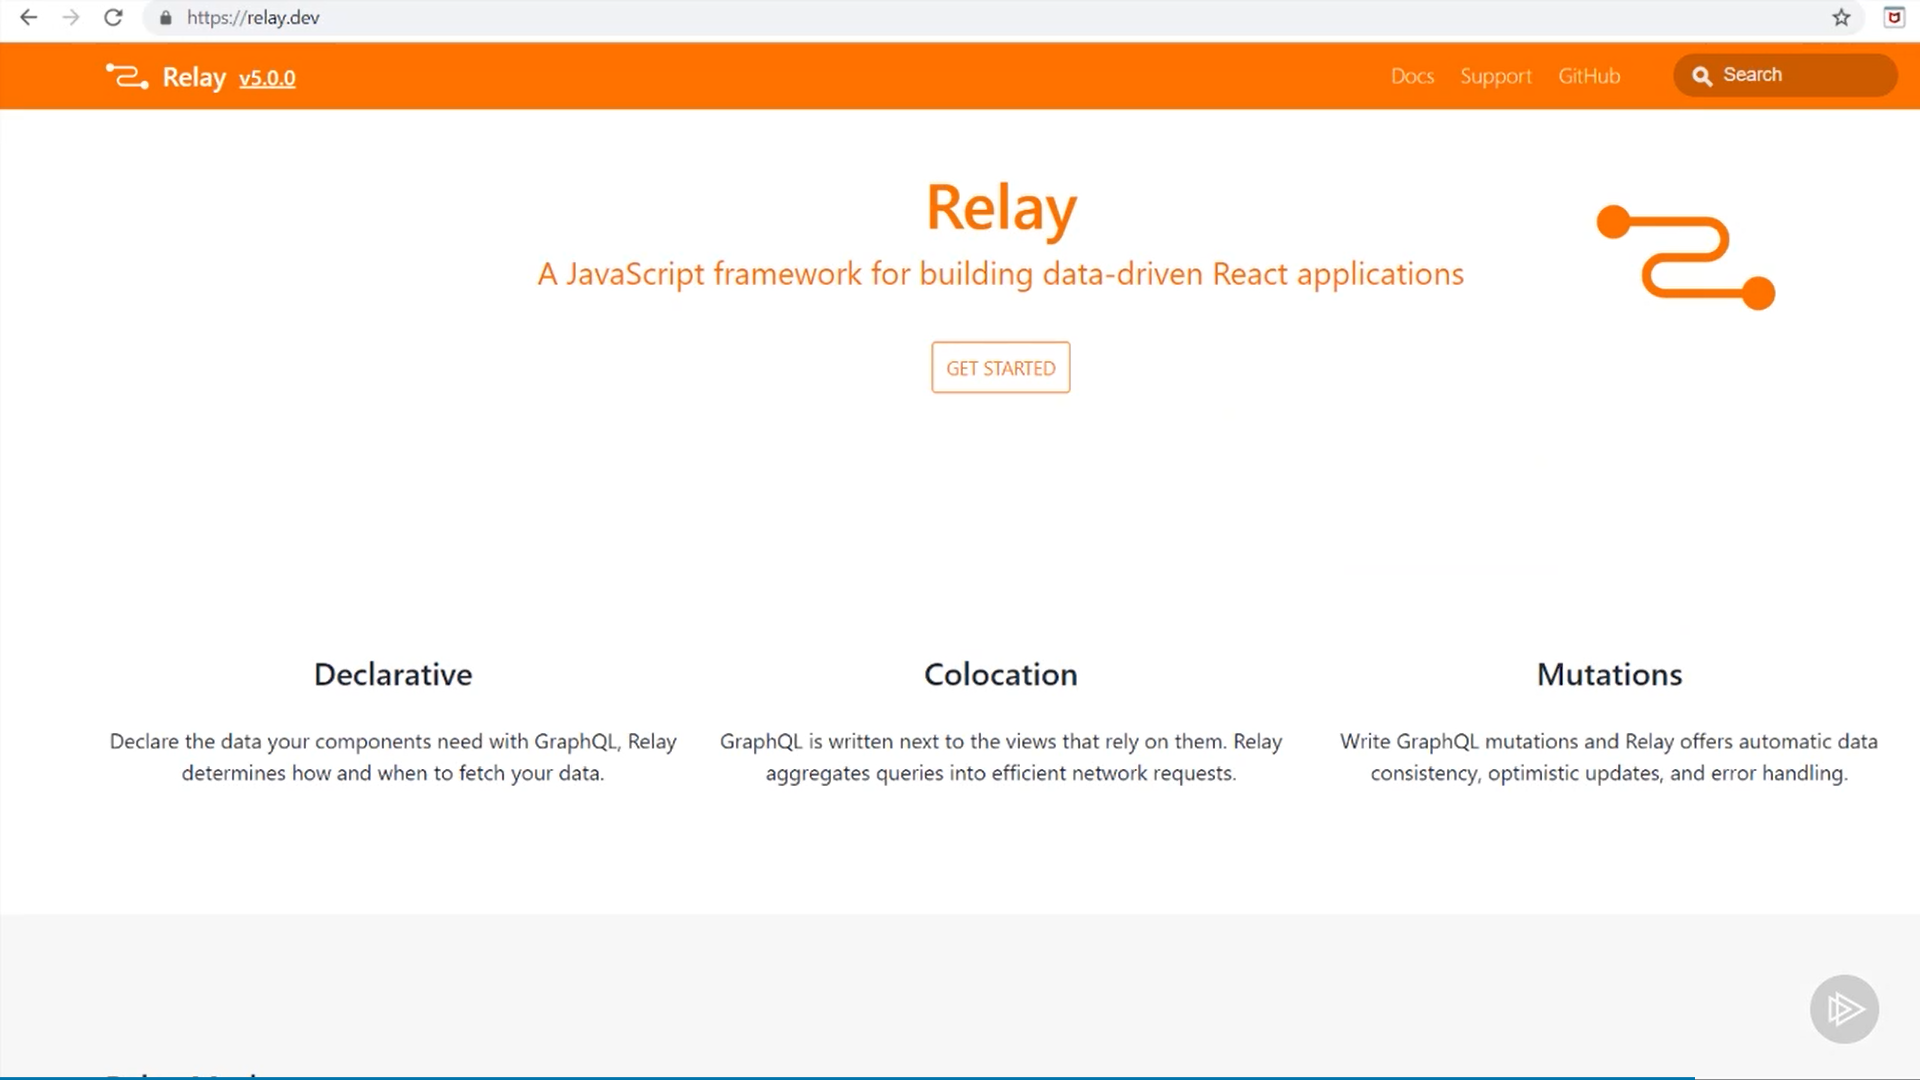 https://relay.dev
Relay v5.0.0
Docs Support GitHub Search
Relay
A JavaScript framework for building data-driven React applications
GET STARTED
Declarative
Declare the data your components need with GraphQL, Relay
determines how and when to fetch your data.
Colocation
GraphQL is written next to the views that rely on them. Relay
aggregates queries into efficient network requests.
Mutations
Write GraphQL mutations and Relay offers automatic data
consistency, optimistic updates, and error handling.